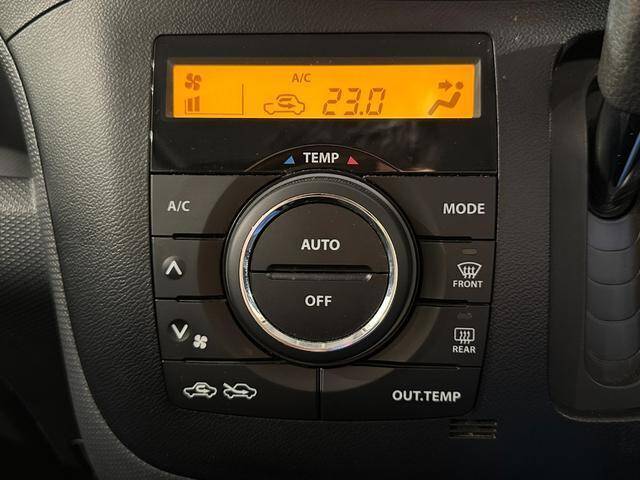 A/C
23.0
TEMP
A/C
MODE
AUTO
OFF
FRONT
REAR
OUT.TEMP